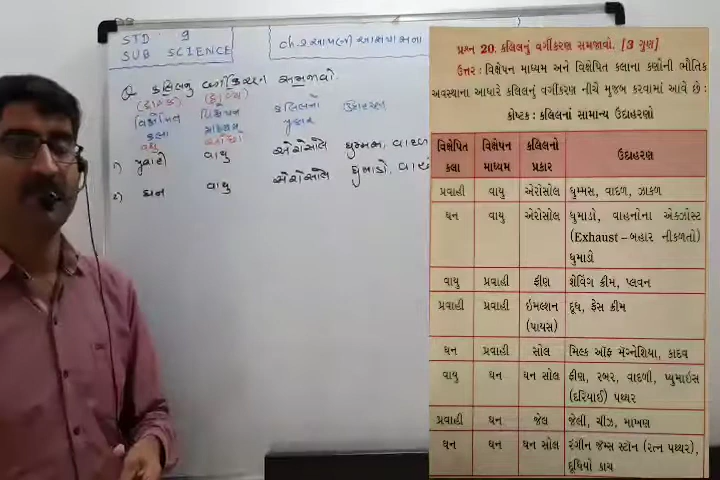 STD 9
SUB SCIENCE
ch-2 આપણી આસપાસના
Q કલિલનું વર્ગીકરણ સમજાવો.
વિક્ષેપિત
કલા
માધ્યમ
કલિલનો
પ્રકાર
ઉદાહરણ
1) પ્રવાહી વાયુ એરોસોલ ધુમ્મસ, વાદળ
2) ઘન વાયુ એરોસોલ ધુમાડો,
પ્રશ્ન 20. કલિલનું વર્ગીકરણ સમજાવો. [3 ગુણ]
ઉત્તર : વિક્ષેપન માધ્યમ અને વિક્ષેપિત કલાના કણોની ભૌતિક
અવસ્થાના આધારે કલિલનું વર્ગીકરણ નીચે મુજબ કરવામાં આવે છે :
કોષ્ટક : કલિલનાં સામાન્ય ઉદાહરણો
વિક્ષેપિત કલા વિક્ષેપન માધ્યમ કલિલનો પ્રકાર ઉદાહરણ
પ્રવાહી વાયુ એરોસોલ ધુમ્મસ, વાદળ, ઝાકળ
ઘન વાયુ એરોસોલ ધુમાડો, વાહનોના એક્ઝોસ્ટ
(Exhaust – બહાર નીકળતો)
ધુમાડો
વાયુ પ્રવાહી ફીણ શેવિંગ ક્રીમ, પ્લવન
પ્રવાહી પ્રવાહી ઇમલ્શન દૂધ, ફેસ ક્રીમ
(પાયસ)
ઘન પ્રવાહી સોલ મિલ્ક ઑફ મૅગ્નેશિયા, કાદવ
વાયુ ઘન ઘન સોલ ફીણ, રબર, વાદળી, પ્યુમાઇસ
(દરિયાઈ) પથ્થર
પ્રવાહી ઘન જેલ જેલી, ચીઝ, માખણ
ઘન ઘન ઘન સોલ રંગીન જેમ્સ સ્ટોન (રત્ન પથ્થર),
દૂધિયો કાચ